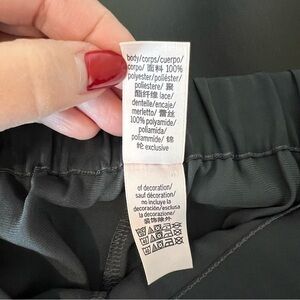 body/corps/cuerpo/
corpo/ 面料 100%
polyester/poliéster/
poliestere/ 聚
酯纤维 lace/
dentelle/encaje/
merletto/ 蕾丝
100% polyamide/
poliamida/
poliammide/ 锦
纶 exclusive
of decoration/
sauf décoration/
no incluye la
decoración/esclusa
la decorazione/
装饰除外